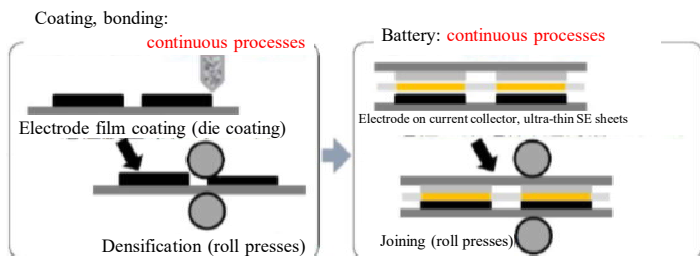 Coating, bonding:
continuous processes
Electrode film coating (die coating)
Densification (roll presses)
Battery: continuous processes
Electrode on current collector, ultra-thin SE sheets
Joining (roll presses)